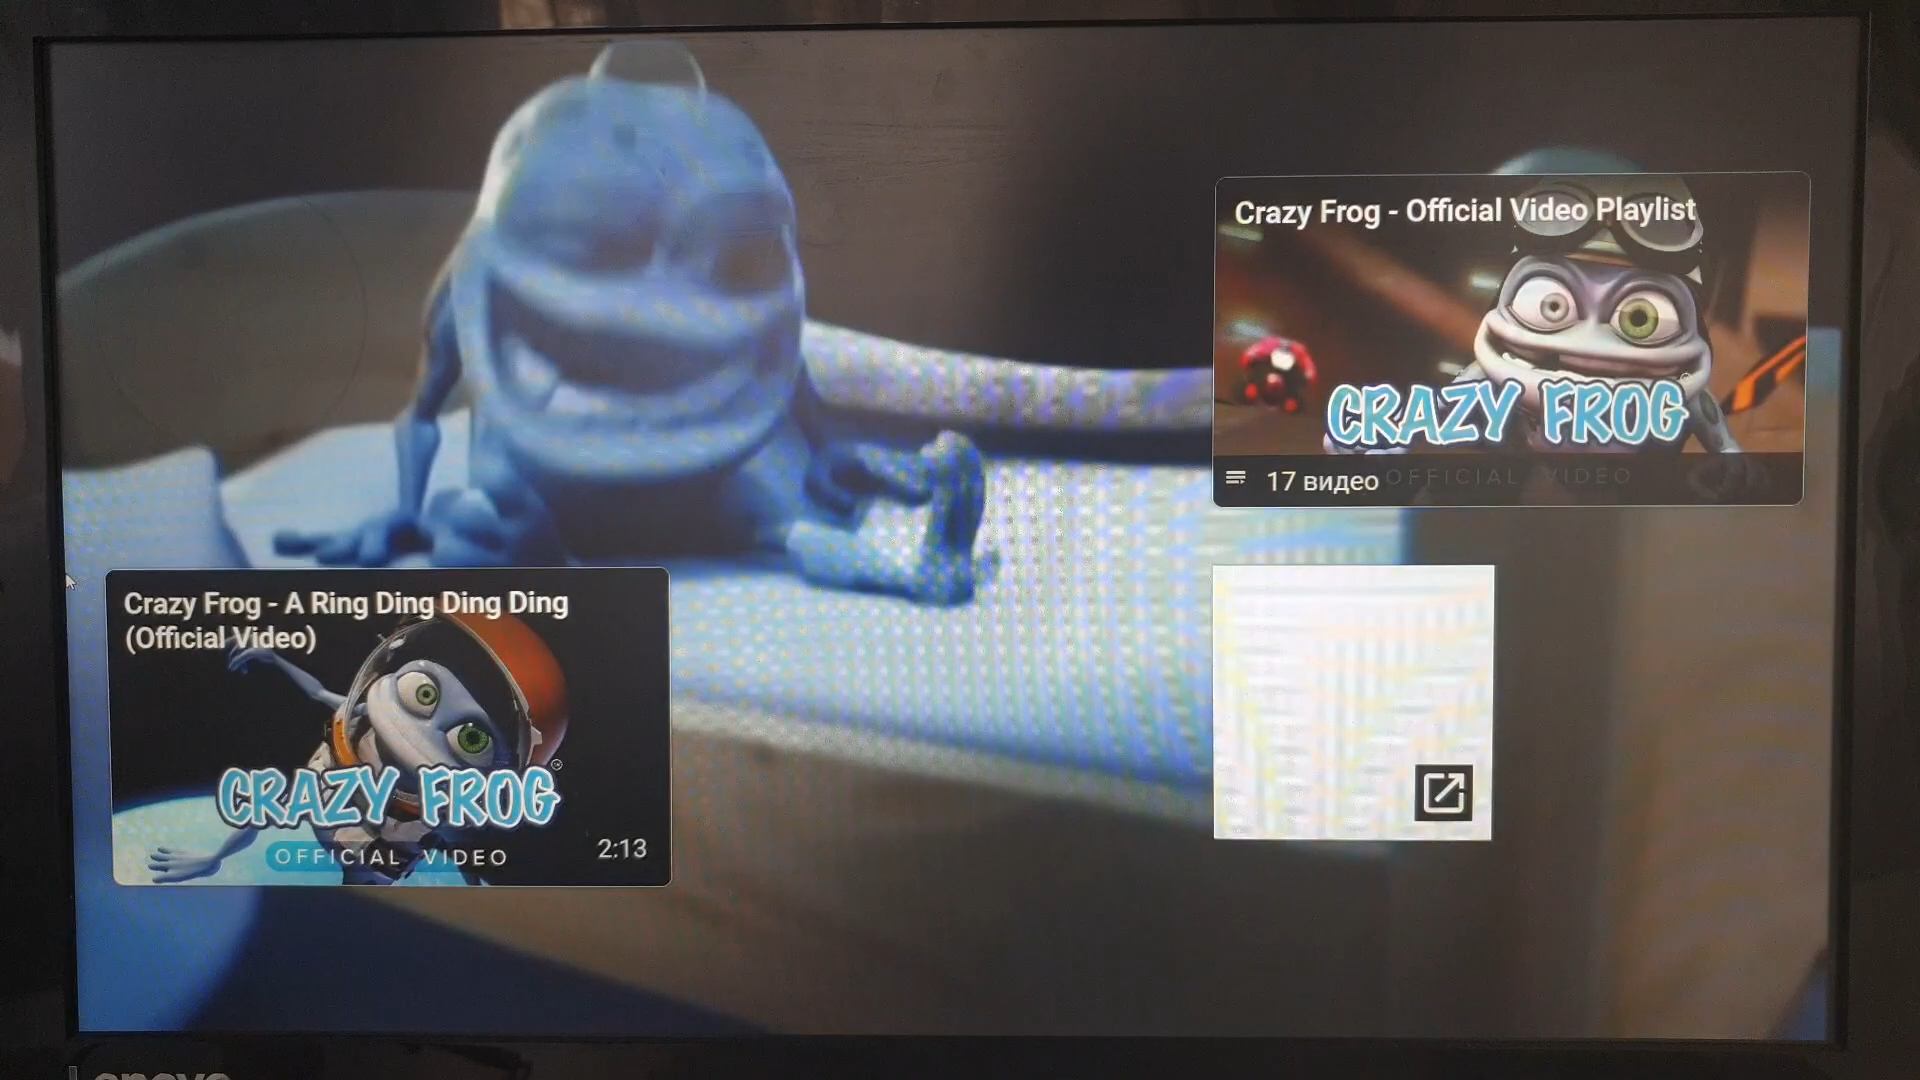 Crazy Frog - Official Video Playlist
CRAZY FROG
17 видео
OFFICIAL VIDEO
Crazy Frog - A Ring Ding Ding Ding
(Official Video)
CRAZY FROG
OFFICIAL VIDEO
2:13
Lenovo